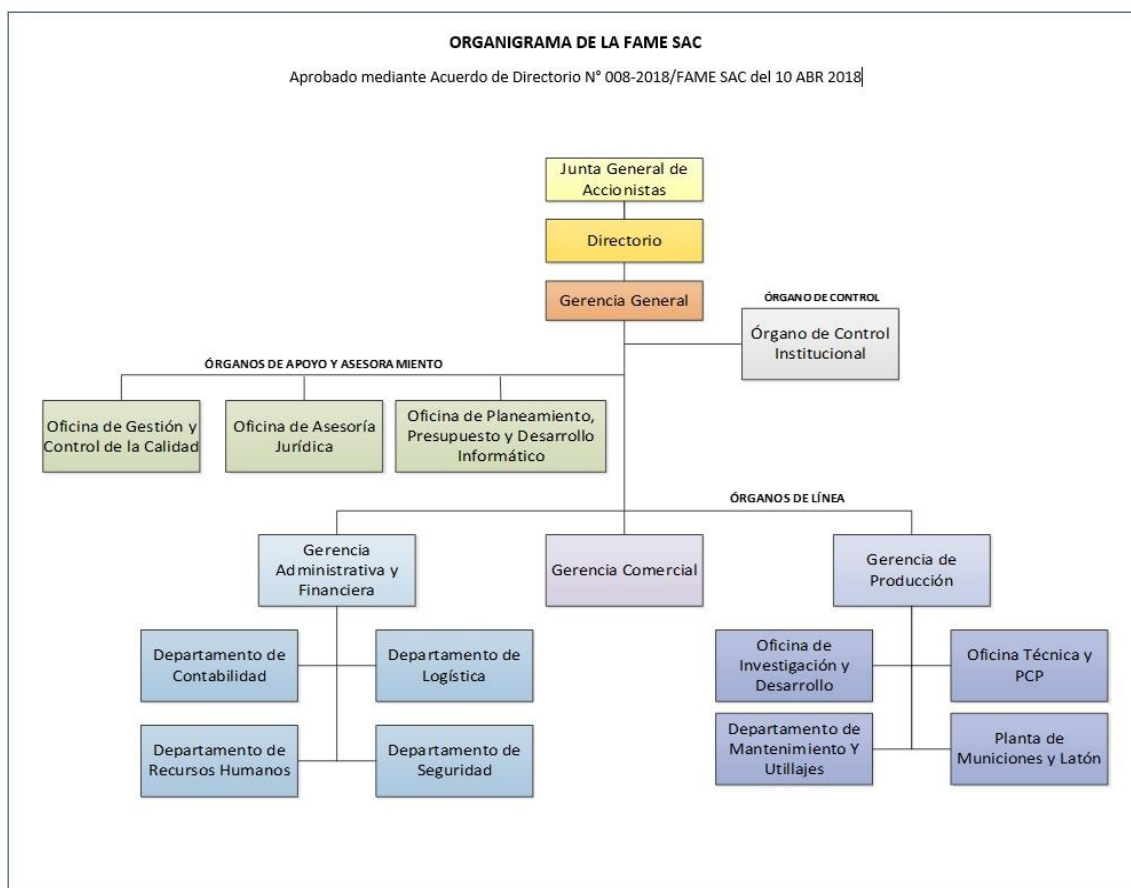 ORGANIGRAMA DE LA FAME SAC
Aprobado mediante Acuerdo de Directorio N° 008-2018/FAME SAC del 10 ABR 2018
Junta General de
Accionistas
Directorio
Gerencia General
ÓRGANO DE CONTROL
Órgano de Control
Institucional
ÓRGANOS DE APOYO Y ASESORAMIENTO
Oficina de Gestión y
Control de la Calidad
Oficina de Asesoría
Jurídica
Oficina de Planeamiento,
Presupuesto y Desarrollo
Informático
ÓRGANOS DE LÍNEA
Gerencia
Administrativa y
Financiera
Gerencia Comercial
Gerencia de
Producción
Departamento de
Contabilidad
Departamento de
Logística
Oficina de
Investigación y
Desarrollo
Oficina Técnica y
PCP
Departamento de
Recursos Humanos
Departamento de
Seguridad
Departamento de
Mantenimiento Y
Utillajes
Planta de
Municiones y Latón